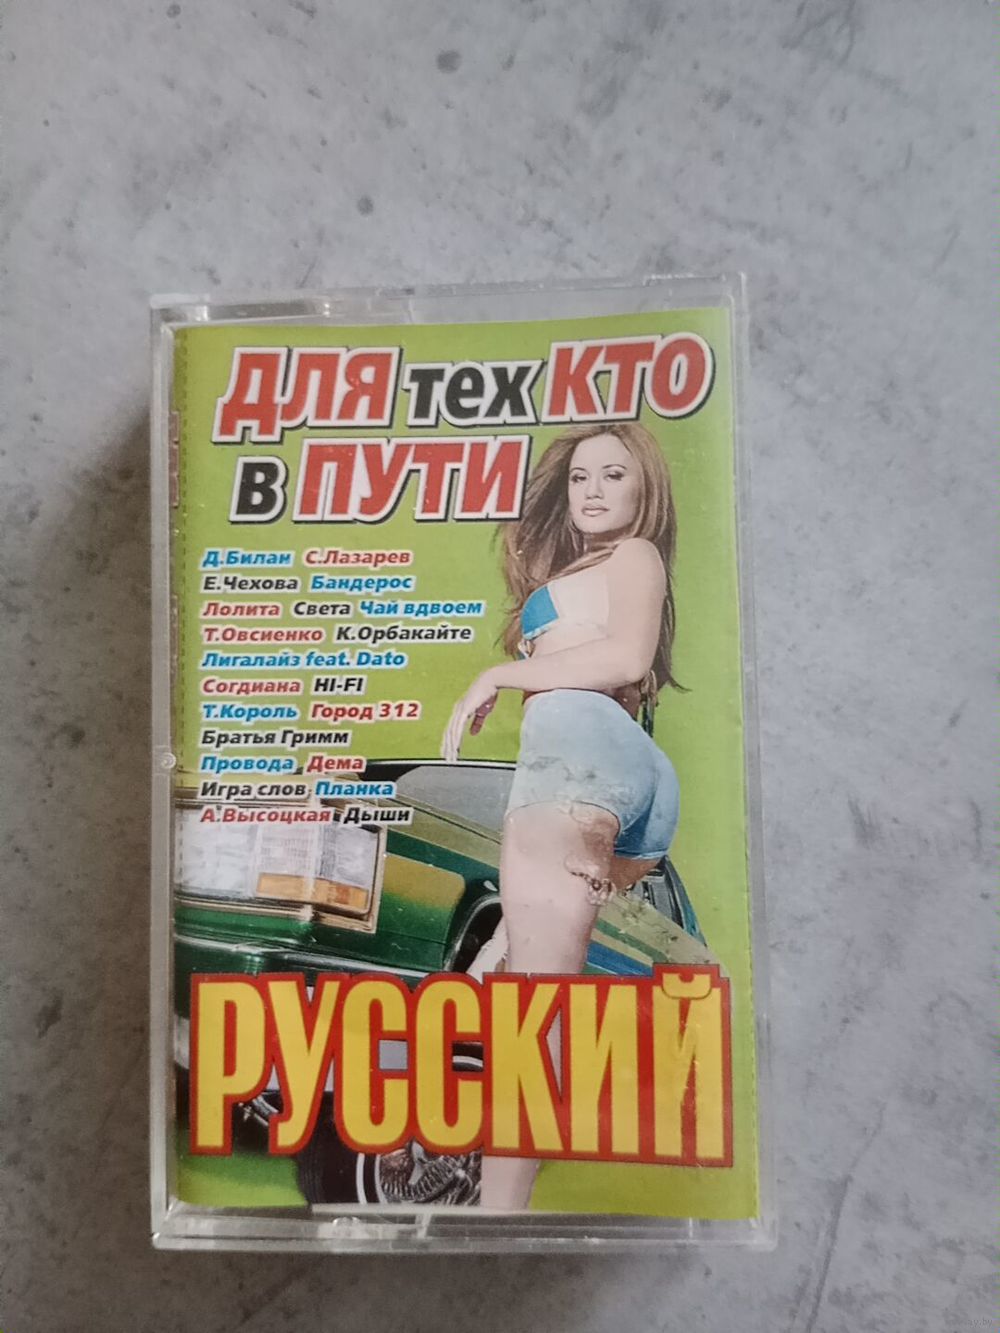 ДЛЯ тех КТО
в ПУТИ
Д.Билан С.Лазарев
Е.Чехова Бандерос
Лолита Света Чай вдвоем
Т.Овсиенко К.Орбакайте
Лигалайз feat. Dato
Согдиана HI-FI
Т.Король Город 312
Братья Гримм
Провода Дема
Игра слов Планка
А.Высоцкая Дыши
РУССКИЙ